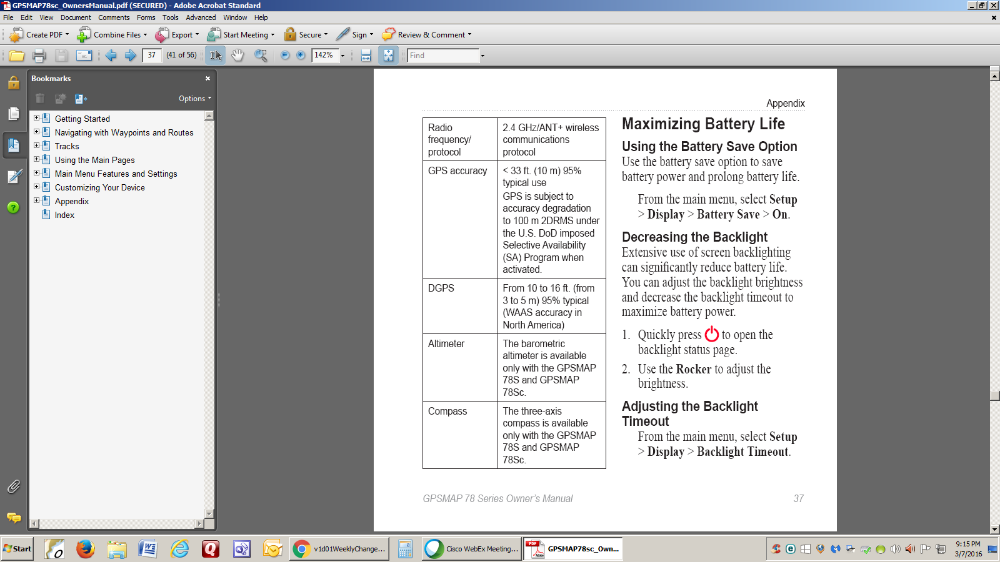 GPSMAP78sc_OwnersManual.pdf (SECURED) - Adobe Acrobat Standard
File Edit View Document Comments Forms Tools Advanced Window Help
Create PDF Combine Files Export Start Meeting Secure Sign Review & Comment
37 (41 of 56) 142% Find
Bookmarks
Options
Getting Started
Navigating with Waypoints and Routes
Tracks
Using the Main Pages
Main Menu Features and Settings
Customizing Your Device
Appendix
Index
Appendix
Radio
frequency/
protocol
2.4 GHz/ANT+ wireless
communications
protocol
GPS accuracy
< 33 ft. (10 m) 95%
typical use
GPS is subject to
accuracy degradation
to 100 m 2DRMS under
the U.S. DoD imposed
Selective Availability
(SA) Program when
activated.
DGPS
From 10 to 16 ft. (from
3 to 5 m) 95% typical
(WAAS accuracy in
North America)
Altimeter
The barometric
altimeter is available
only with the GPSMAP
78S and GPSMAP
78Sc.
Compass
The three-axis
compass is available
only with the GPSMAP
78S and GPSMAP
78Sc.
Maximizing Battery Life
Using the Battery Save Option
Use the battery save option to save
battery power and prolong battery life.
From the main menu, select Setup
> Display > Battery Save > On.
Decreasing the Backlight
Extensive use of screen backlighting
can significantly reduce battery life.
You can adjust the backlight brightness
and decrease the backlight timeout to
maximize battery power.
1. Quickly press to open the
backlight status page.
2. Use the Rocker to adjust the
brightness.
Adjusting the Backlight
Timeout
From the main menu, select Setup
> Display > Backlight Timeout.
GPSMAP 78 Series Owner's Manual 37
Start v1d01WeeklyChange... Cisco WebEx Meeting... GPSMAP78sc_Own...
9:15 PM
3/7/2016